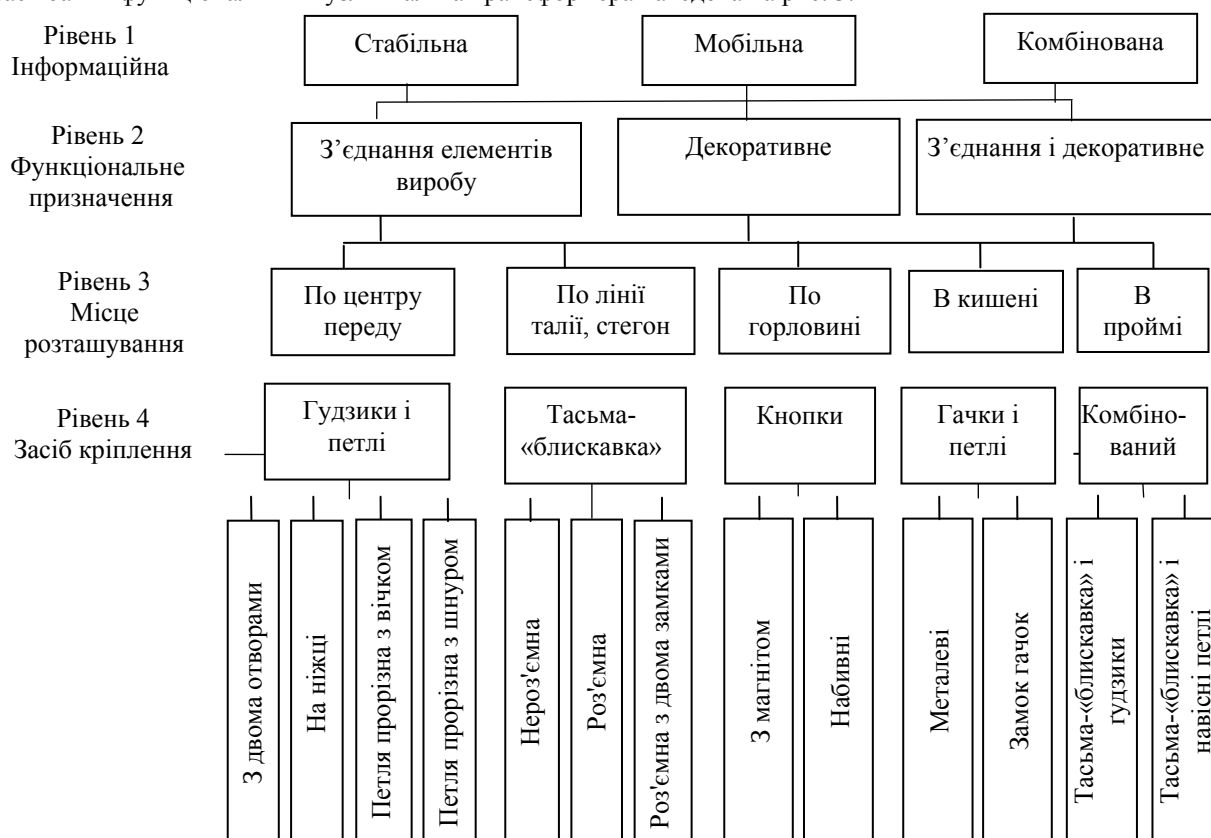 Рівень 1
Інформаційна
Стабільна
Мобільна
Комбінована
Рівень 2
Функціональне
призначення
З’єднання елементів
виробу
Декоративне
З’єднання і декоративне
Рівень 3
Місце
розташування
По центру
переду
По лінії
талії, стегон
По
горловині
В кишені
В
проймі
Рівень 4
Засіб кріплення
Гудзики і
петлі
Тасьма-
«блискавка»
Кнопки
Гачки і
петлі
Комбіно-
ваний
З двома отворами
На ніжці
Петля прорізна з вічком
Петля прорізна з шнуром
Нероз'ємна
Роз'ємна
Роз'ємна з двома замками
З магнітом
Набивні
Металеві
Замок гачок
Тасьма-«блискавка» і
гудзики
Тасьма-«блискавка» і
навісні петлі